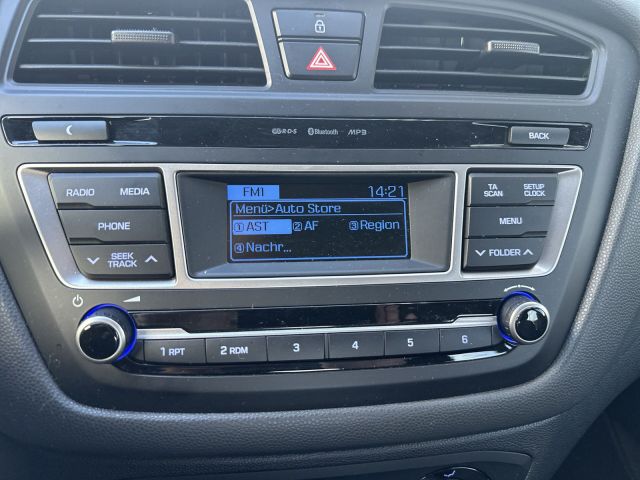 R·D·S Bluetooth MP3
BACK
RADIO MEDIA
PHONE
SEEK
TRACK
FM1 14:21
Menü>Auto Store
1 AST 2 AF 3 Region
4 Nachr...
TA
SCAN
SETUP
CLOCK
MENU
FOLDER
1 RPT 2 RDM 3 4 5 6